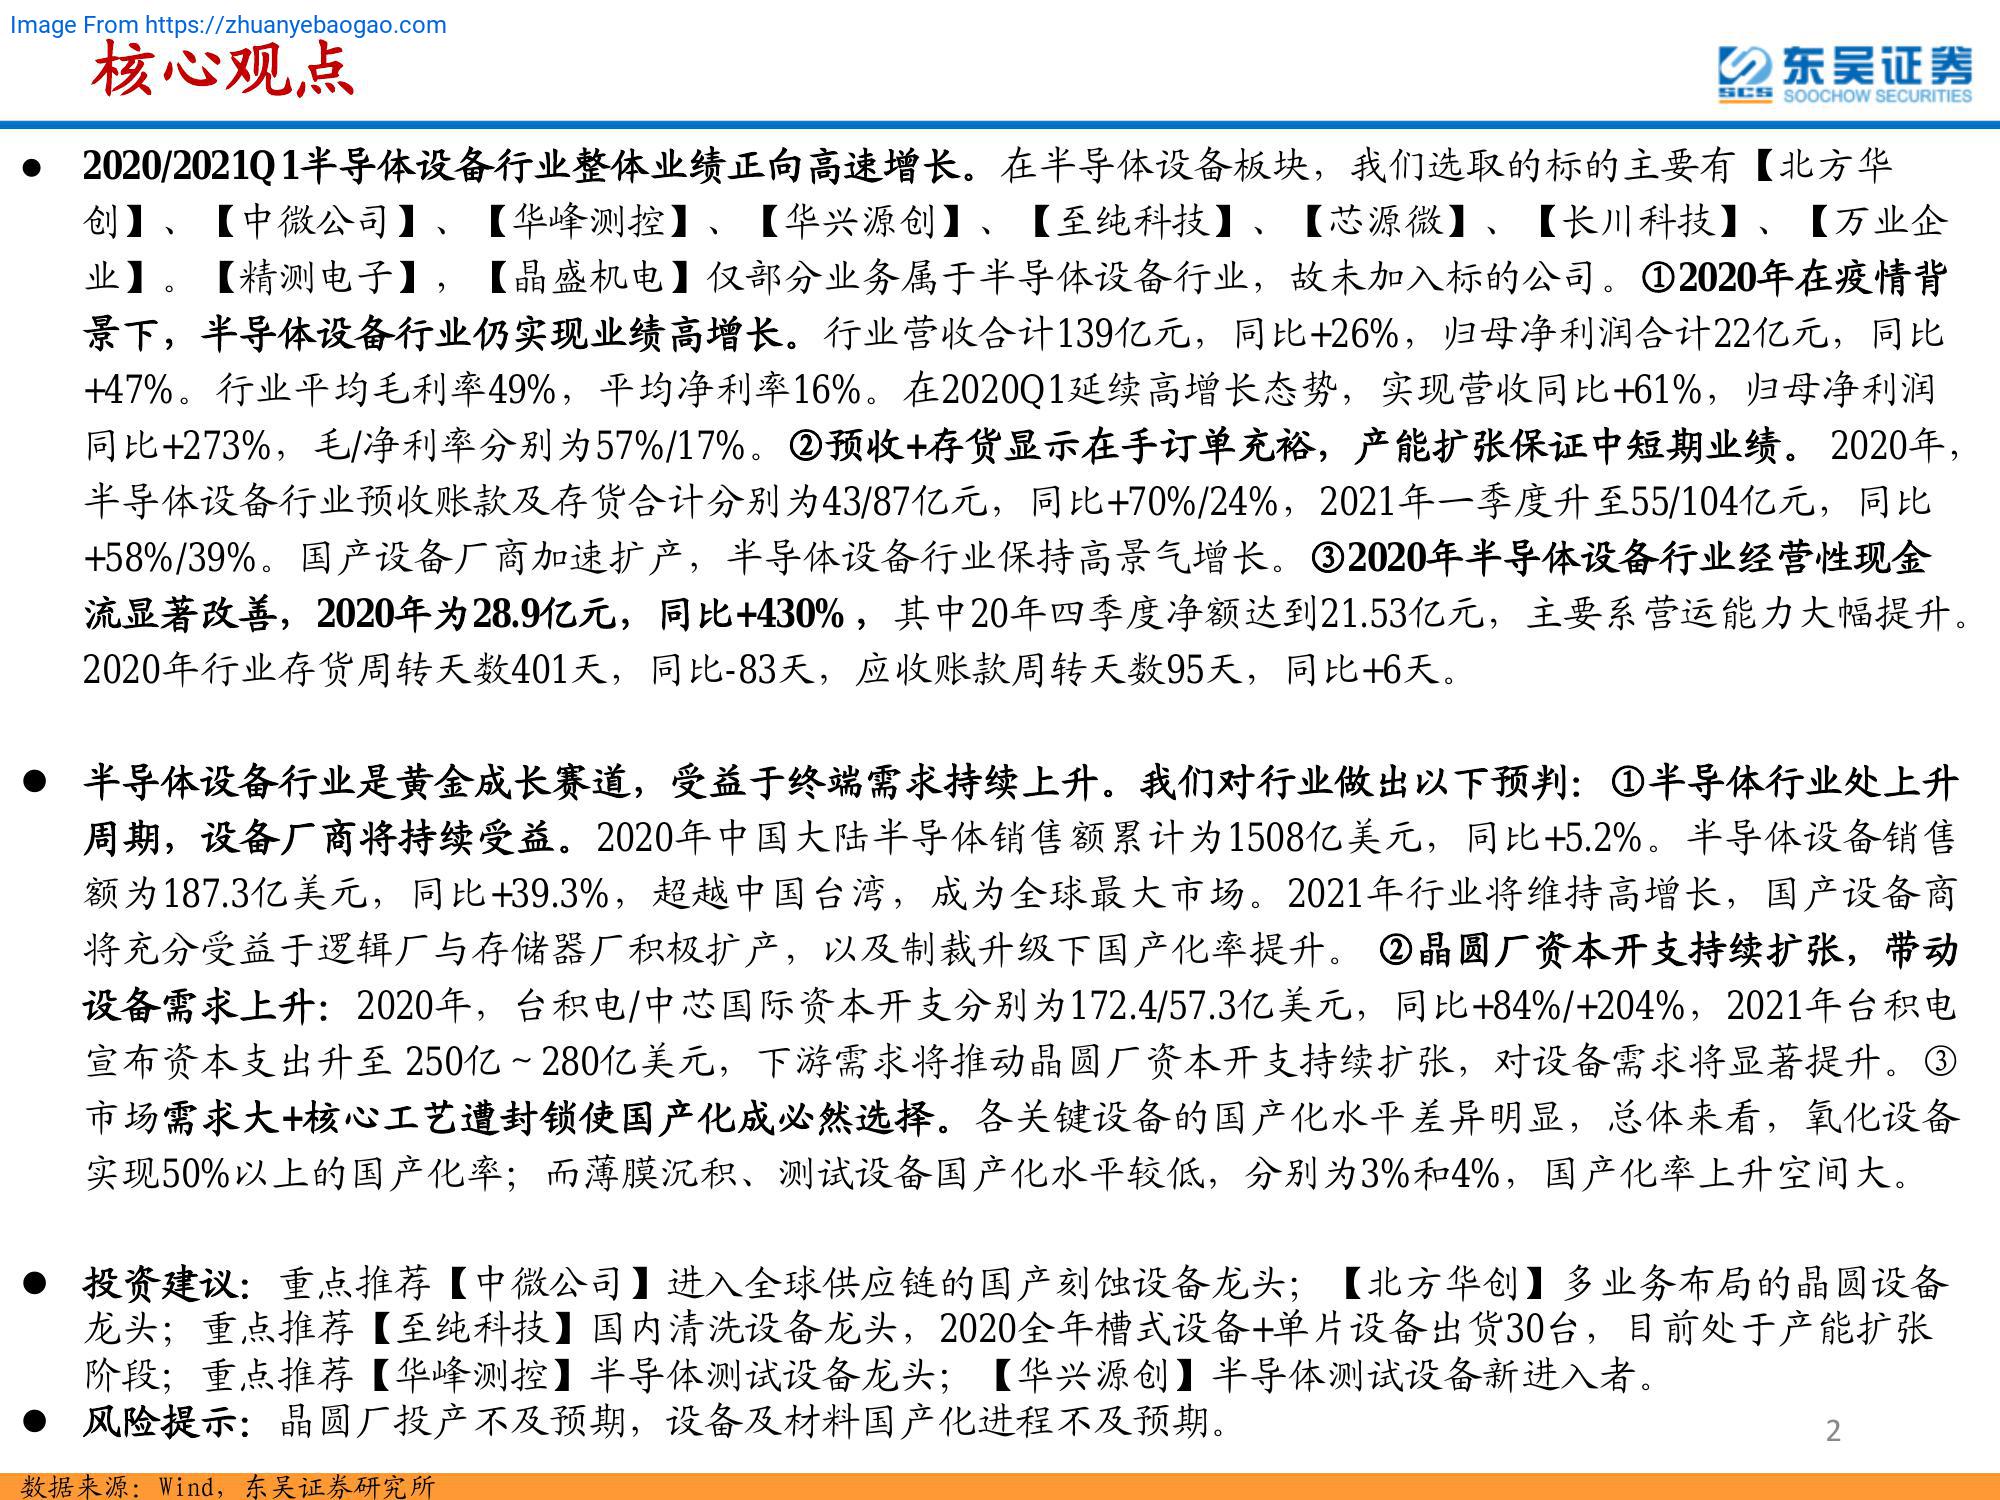 Image From https://zhuanyebaogao.com
核心观点
东吴证券
SCS SOOCHOW SECURITIES
● 2020/2021Q1半导体设备行业整体业绩正向高速增长。在半导体设备板块，我们选取的标的主要有【北方华
创】、【中微公司】、【华峰测控】、【华兴源创】、【至纯科技】、【芯源微】、【长川科技】、【万业企
业】。【精测电子】，【晶盛机电】仅部分业务属于半导体设备行业，故未加入标的公司。①2020年在疫情背
景下，半导体设备行业仍实现业绩高增长。行业营收合计139亿元，同比+26%，归母净利润合计22亿元，同比
+47%。行业平均毛利率49%，平均净利率16%。在2020Q1延续高增长态势，实现营收同比+61%，归母净利润
同比+273%，毛/净利率分别为57%/17%。②预收+存货显示在手订单充裕，产能扩张保证中短期业绩。 2020年，
半导体设备行业预收账款及存货合计分别为43/87亿元，同比+70%/24%，2021年一季度升至55/104亿元，同比
+58%/39%。国产设备厂商加速扩产，半导体设备行业保持高景气增长。③2020年半导体设备行业经营性现金
流显著改善，2020年为28.9亿元，同比+430%，其中20年四季度净额达到21.53亿元，主要系营运能力大幅提升。
2020年行业存货周转天数401天，同比-83天，应收账款周转天数95天，同比+6天。
● 半导体设备行业是黄金成长赛道，受益于终端需求持续上升。我们对行业做出以下预判：①半导体行业处上升
周期，设备厂商将持续受益。2020年中国大陆半导体销售额累计为1508亿美元，同比+5.2%。半导体设备销售
额为187.3亿美元，同比+39.3%，超越中国台湾，成为全球最大市场。2021年行业将维持高增长，国产设备商
将充分受益于逻辑厂与存储器厂积极扩产，以及制裁升级下国产化率提升。 ②晶圆厂资本开支持续扩张，带动
设备需求上升：2020年，台积电/中芯国际资本开支分别为172.4/57.3亿美元，同比+84%/+204%，2021年台积电
宣布资本支出升至 250亿～280亿美元，下游需求将推动晶圆厂资本开支持续扩张，对设备需求将显著提升。③
市场需求大+核心工艺遭封锁使国产化成必然选择。各关键设备的国产化水平差异明显，总体来看，氧化设备
实现50%以上的国产化率；而薄膜沉积、测试设备国产化水平较低，分别为3%和4%，国产化率上升空间大。
● 投资建议：重点推荐【中微公司】进入全球供应链的国产刻蚀设备龙头；【北方华创】多业务布局的晶圆设备
龙头；重点推荐【至纯科技】国内清洗设备龙头，2020全年槽式设备+单片设备出货30台，目前处于产能扩张
阶段；重点推荐【华峰测控】半导体测试设备龙头；【华兴源创】半导体测试设备新进入者。
● 风险提示：晶圆厂投产不及预期，设备及材料国产化进程不及预期。
2
数据来源：Wind，东吴证券研究所